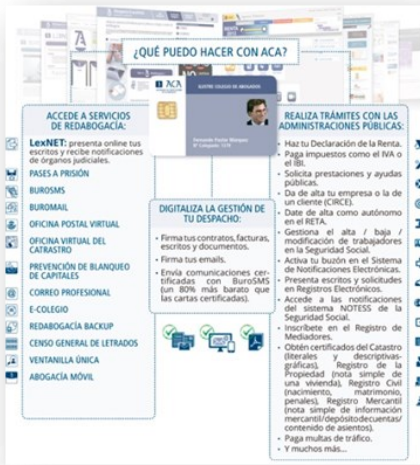 ¿QUÉ PUEDO HACER CON ACA?
ACCEDE A SERVICIOS
DE REDABOGACÍA:
LexNET: presenta online tus
escritos y recibe notificaciones
de órganos judiciales.
PASES A PRISIÓN
BUROSMS
BUROMAIL
OFICINA POSTAL VIRTUAL
OFICINA VIRTUAL DEL
CATRASTRO
PREVENCIÓN DE BLANQUEO
DE CAPITALES
CORREO PROFESIONAL
E-COLEGIO
REDABOGACÍA BACKUP
CENSO GENERAL DE LETRADOS
VENTANILLA ÚNICA
ABOGACÍA MÓVIL
ACA
ILUSTRE COLEGIO DE ABOGADOS
DIGITALIZA LA GESTIÓN DE
TU DESPACHO:
• Firma tus contratos, facturas,
escritos y documentos.
• Firma tus emails.
• Envía comunicaciones cer-
tificadas con BuroSMS
(un 80% más barato que
las cartas certificadas).
REALIZA TRÁMITES CON LAS
ADMINISTRACIONES PÚBLICAS:
• Haz tu Declaración de la Renta.
• Paga impuestos como el IVA o
el IBI.
• Solicita prestaciones y ayudas
públicas.
• Da de alta tu empresa o la de
un cliente (CIRCE).
• Date de alta como autónomo
en el RETA.
• Gestiona el alta / baja /
modificación de trabajadores
en la Seguridad Social.
• Activa tu buzón en el Sistema
de Notificaciones Electrónicas.
• Presenta escritos y solicitudes
en Registros Electrónicos.
• Accede a las notificaciones
del sistema NOTESS de la
Seguridad Social.
• Inscríbete en el Registro de
Mediadores.
• Obtén certificados del Catastro
(literales y descriptivas-
gráficas), Registro de la
Propiedad (nota simple de
una vivienda), Registro Civil
(nacimiento, matrimonio,
penales), Registro Mercantil
(nota simple de información
mercantil/depósitodecuentas/
contenido de asientos).
• Paga multas de tráfico.
• Y muchos más...